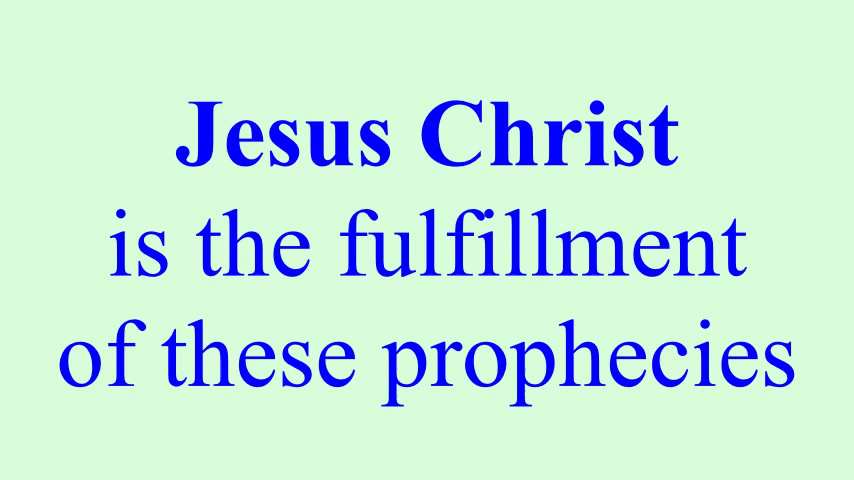 Jesus Christ
is the fulfillment
of these prophecies